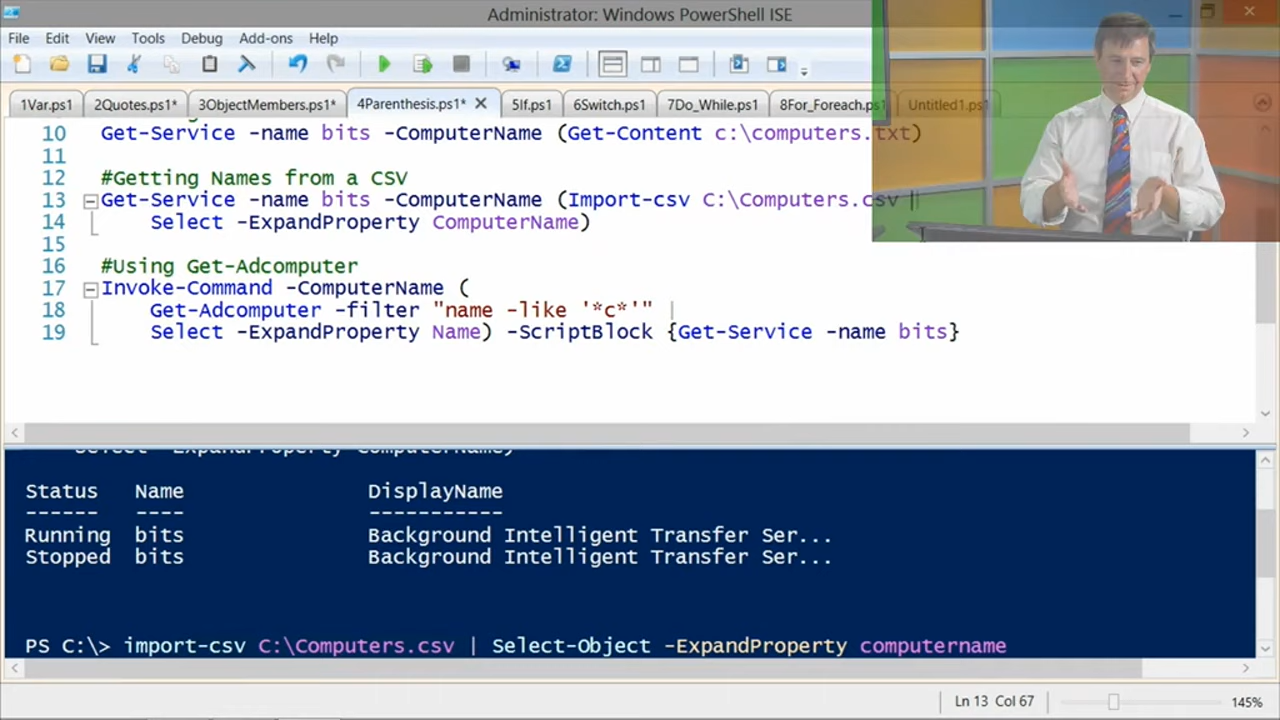 Administrator: Windows PowerShell ISE
File Edit View Tools Debug Add-ons Help
1Var.ps1 2Quotes.ps1* 3ObjectMembers.ps1* 4Parenthesis.ps1* 5If.ps1 6Switch.ps1 7Do_While.ps1 8For_Foreach.ps1 Untitled1.ps1
10 Get-Service -name bits -ComputerName (Get-Content c:\computers.txt)
11
12 #Getting Names from a CSV
13 Get-Service -name bits -ComputerName (Import-csv C:\Computers.csv |
14 Select -ExpandProperty ComputerName)
15
16 #Using Get-Adcomputer
17 Invoke-Command -ComputerName (
18 Get-Adcomputer -filter "name -like '*c*'" |
19 Select -ExpandProperty Name) -ScriptBlock {Get-Service -name bits}
Select -ExpandProperty ComputerName)
Status Name DisplayName
------ ---- -----------
Running bits Background Intelligent Transfer Ser...
Stopped bits Background Intelligent Transfer Ser...
PS C:\> import-csv C:\Computers.csv | Select-Object -ExpandProperty computername
Ln 13 Col 67 145%